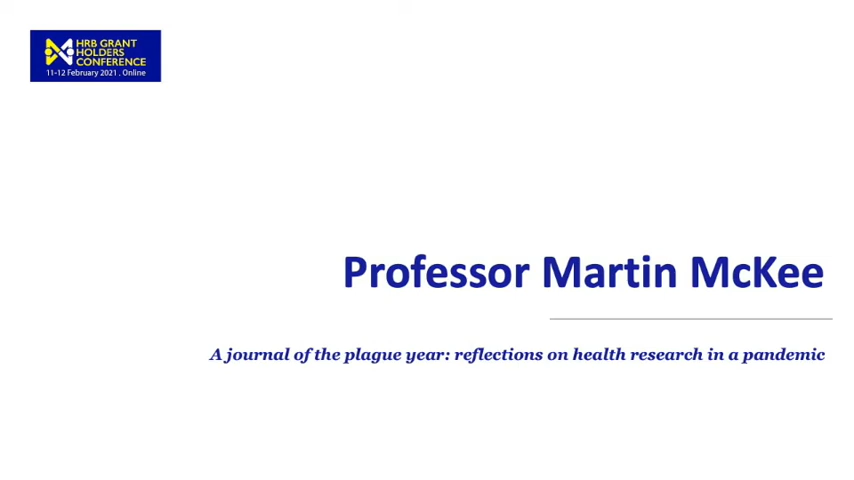 HRB GRANT
HOLDERS
CONFERENCE
11-12 February 2021 , Online
Professor Martin McKee
A journal of the plague year: reflections on health research in a pandemic